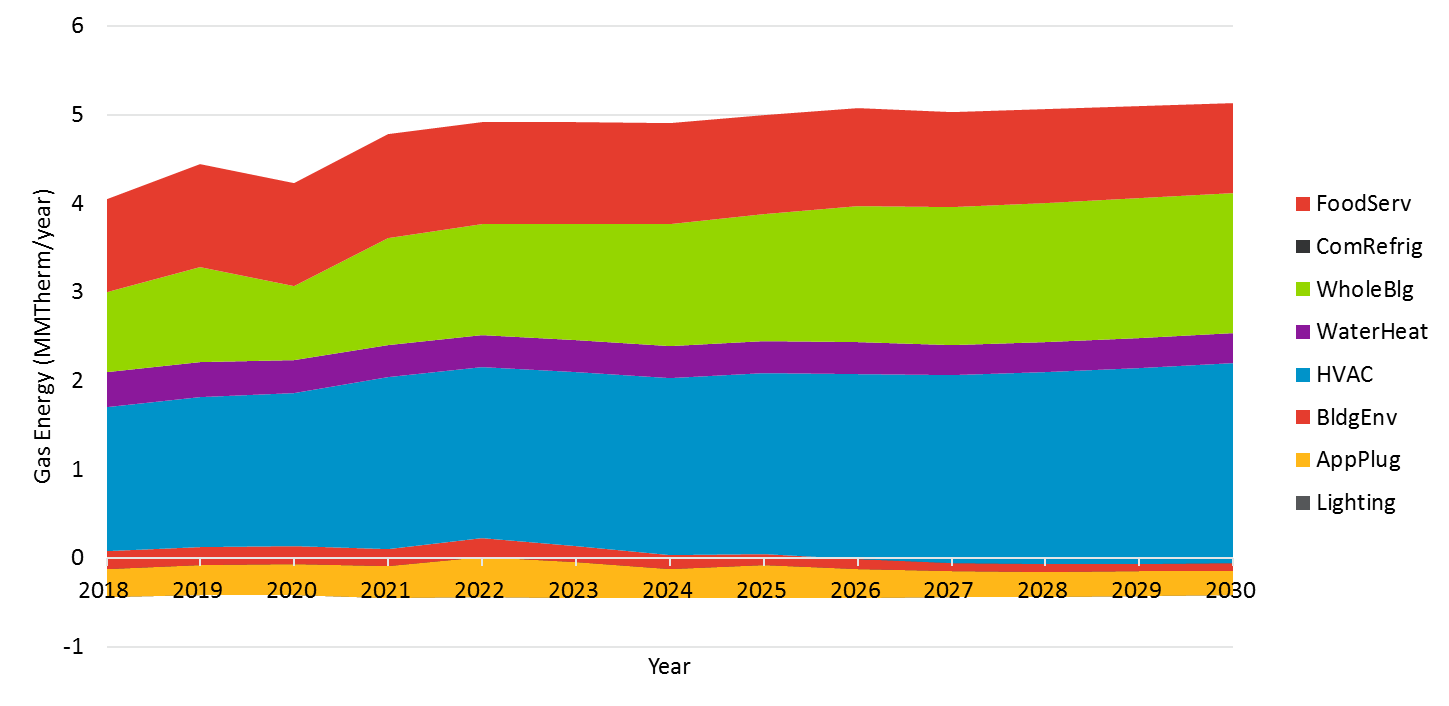 6
5
4
3
2
1
0
-1
Gas Energy (MMTherm/year)
2018 2019 2020 2021 2022 2023 2024 2025 2026 2027 2028 2029 2030
Year
FoodServ
ComRefrig
WholeBlg
WaterHeat
HVAC
BldgEnv
AppPlug
Lighting